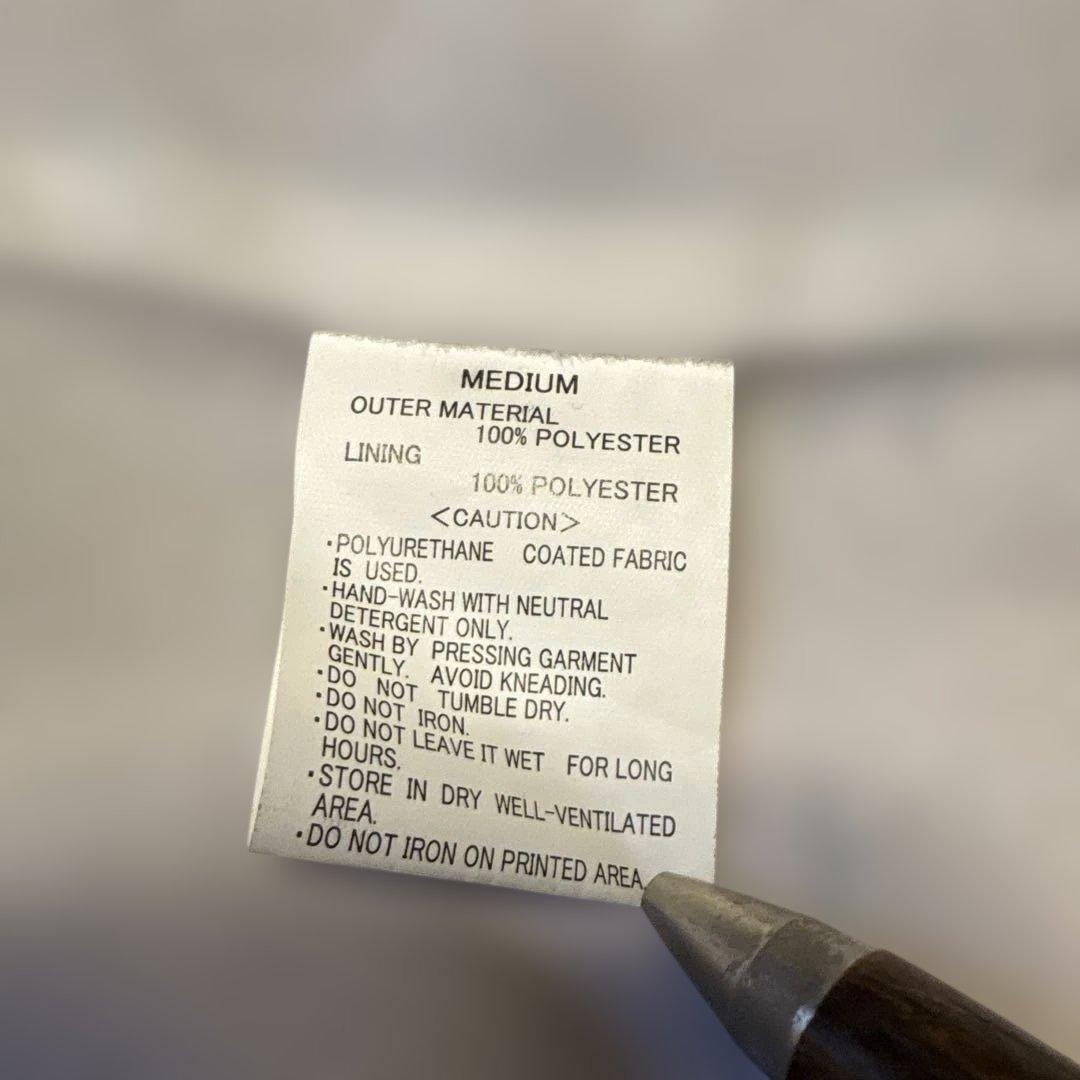 MEDIUM
OUTER MATERIAL
100% POLYESTER
LINING
100% POLYESTER
<CAUTION>
・POLYURETHANE COATED FABRIC
IS USED.
・HAND-WASH WITH NEUTRAL
DETERGENT ONLY.
・WASH BY PRESSING GARMENT
GENTLY. AVOID KNEADING.
・DO NOT TUMBLE DRY.
・DO NOT IRON.
・DO NOT LEAVE IT WET FOR LONG
HOURS.
・STORE IN DRY WELL-VENTILATED
AREA.
・DO NOT IRON ON PRINTED AREA.